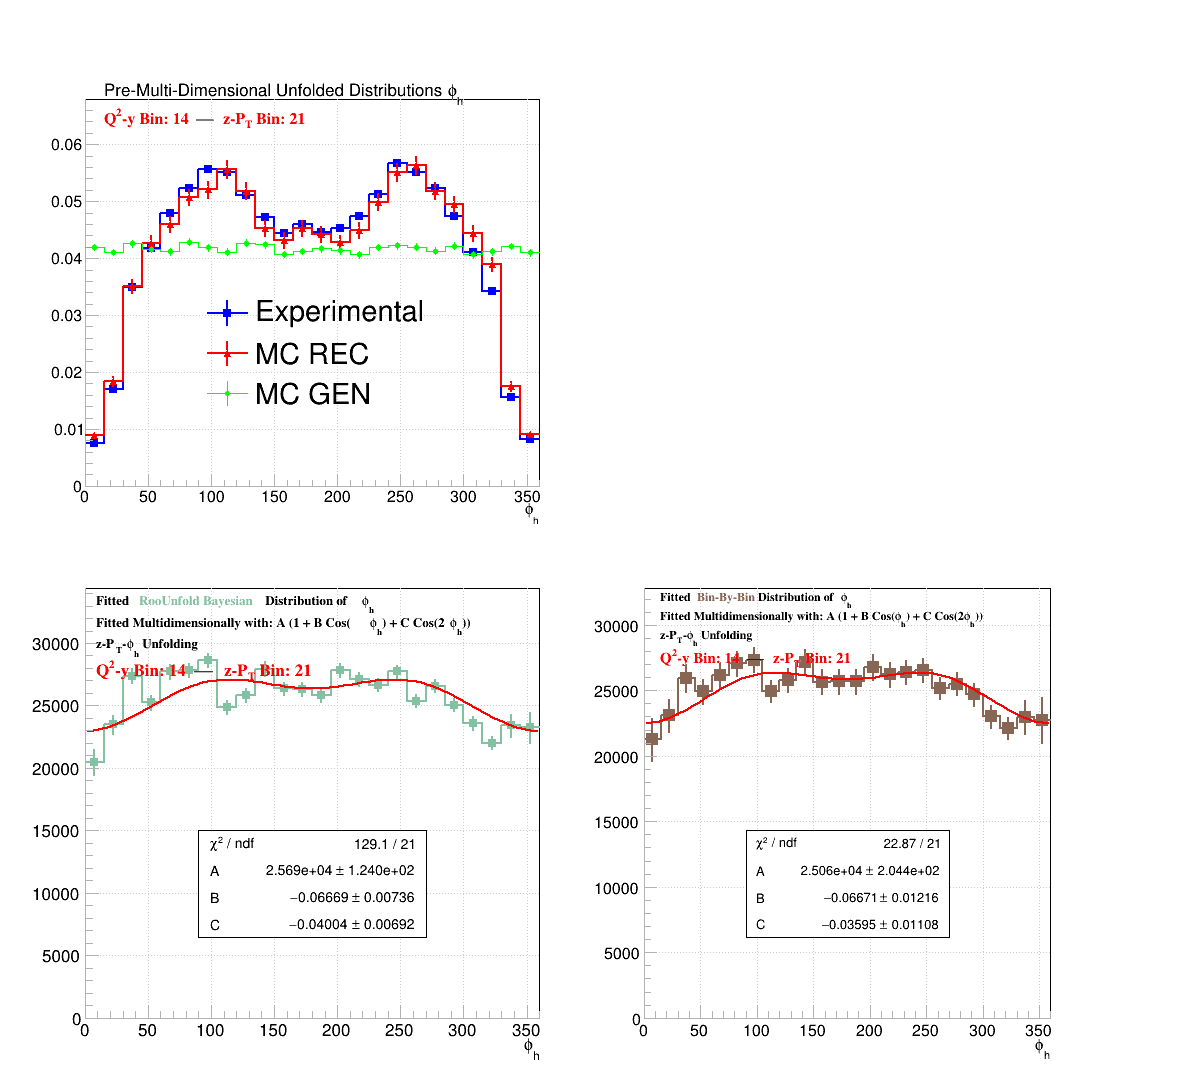 Pre-Multi-Dimensional Unfolded Distributions ϕh
Q2-y Bin: 14 — z-PT Bin: 21
0.06
0.05
0.04
0.03
0.02
0.01
0
Experimental
MC REC
MC GEN
0 50 100 150 200 250 300 350
ϕh
Fitted RooUnfold Bayesian Distribution of ϕh
Fitted Multidimensionally with: A (1 + B Cos( ϕh) + C Cos(2 ϕh))
z-PT-ϕh Unfolding
Q2-y Bin: 14 — z-PT Bin: 21
30000
25000
20000
15000
10000
5000
0
χ2 / ndf 129.1 / 21
A 2.569e+04 ± 1.240e+02
B −0.06669 ± 0.00736
C −0.04004 ± 0.00692
0 50 100 150 200 250 300 350
ϕh
Fitted Bin-By-Bin Distribution of ϕh
Fitted Multidimensionally with: A (1 + B Cos(ϕh) + C Cos(2ϕh))
z-PT-ϕh Unfolding
Q2-y Bin: 14 — z-PT Bin: 21
30000
25000
20000
15000
10000
5000
0
χ2 / ndf 22.87 / 21
A 2.506e+04 ± 2.044e+02
B −0.06671 ± 0.01216
C −0.03595 ± 0.01108
0 50 100 150 200 250 300 350
ϕh